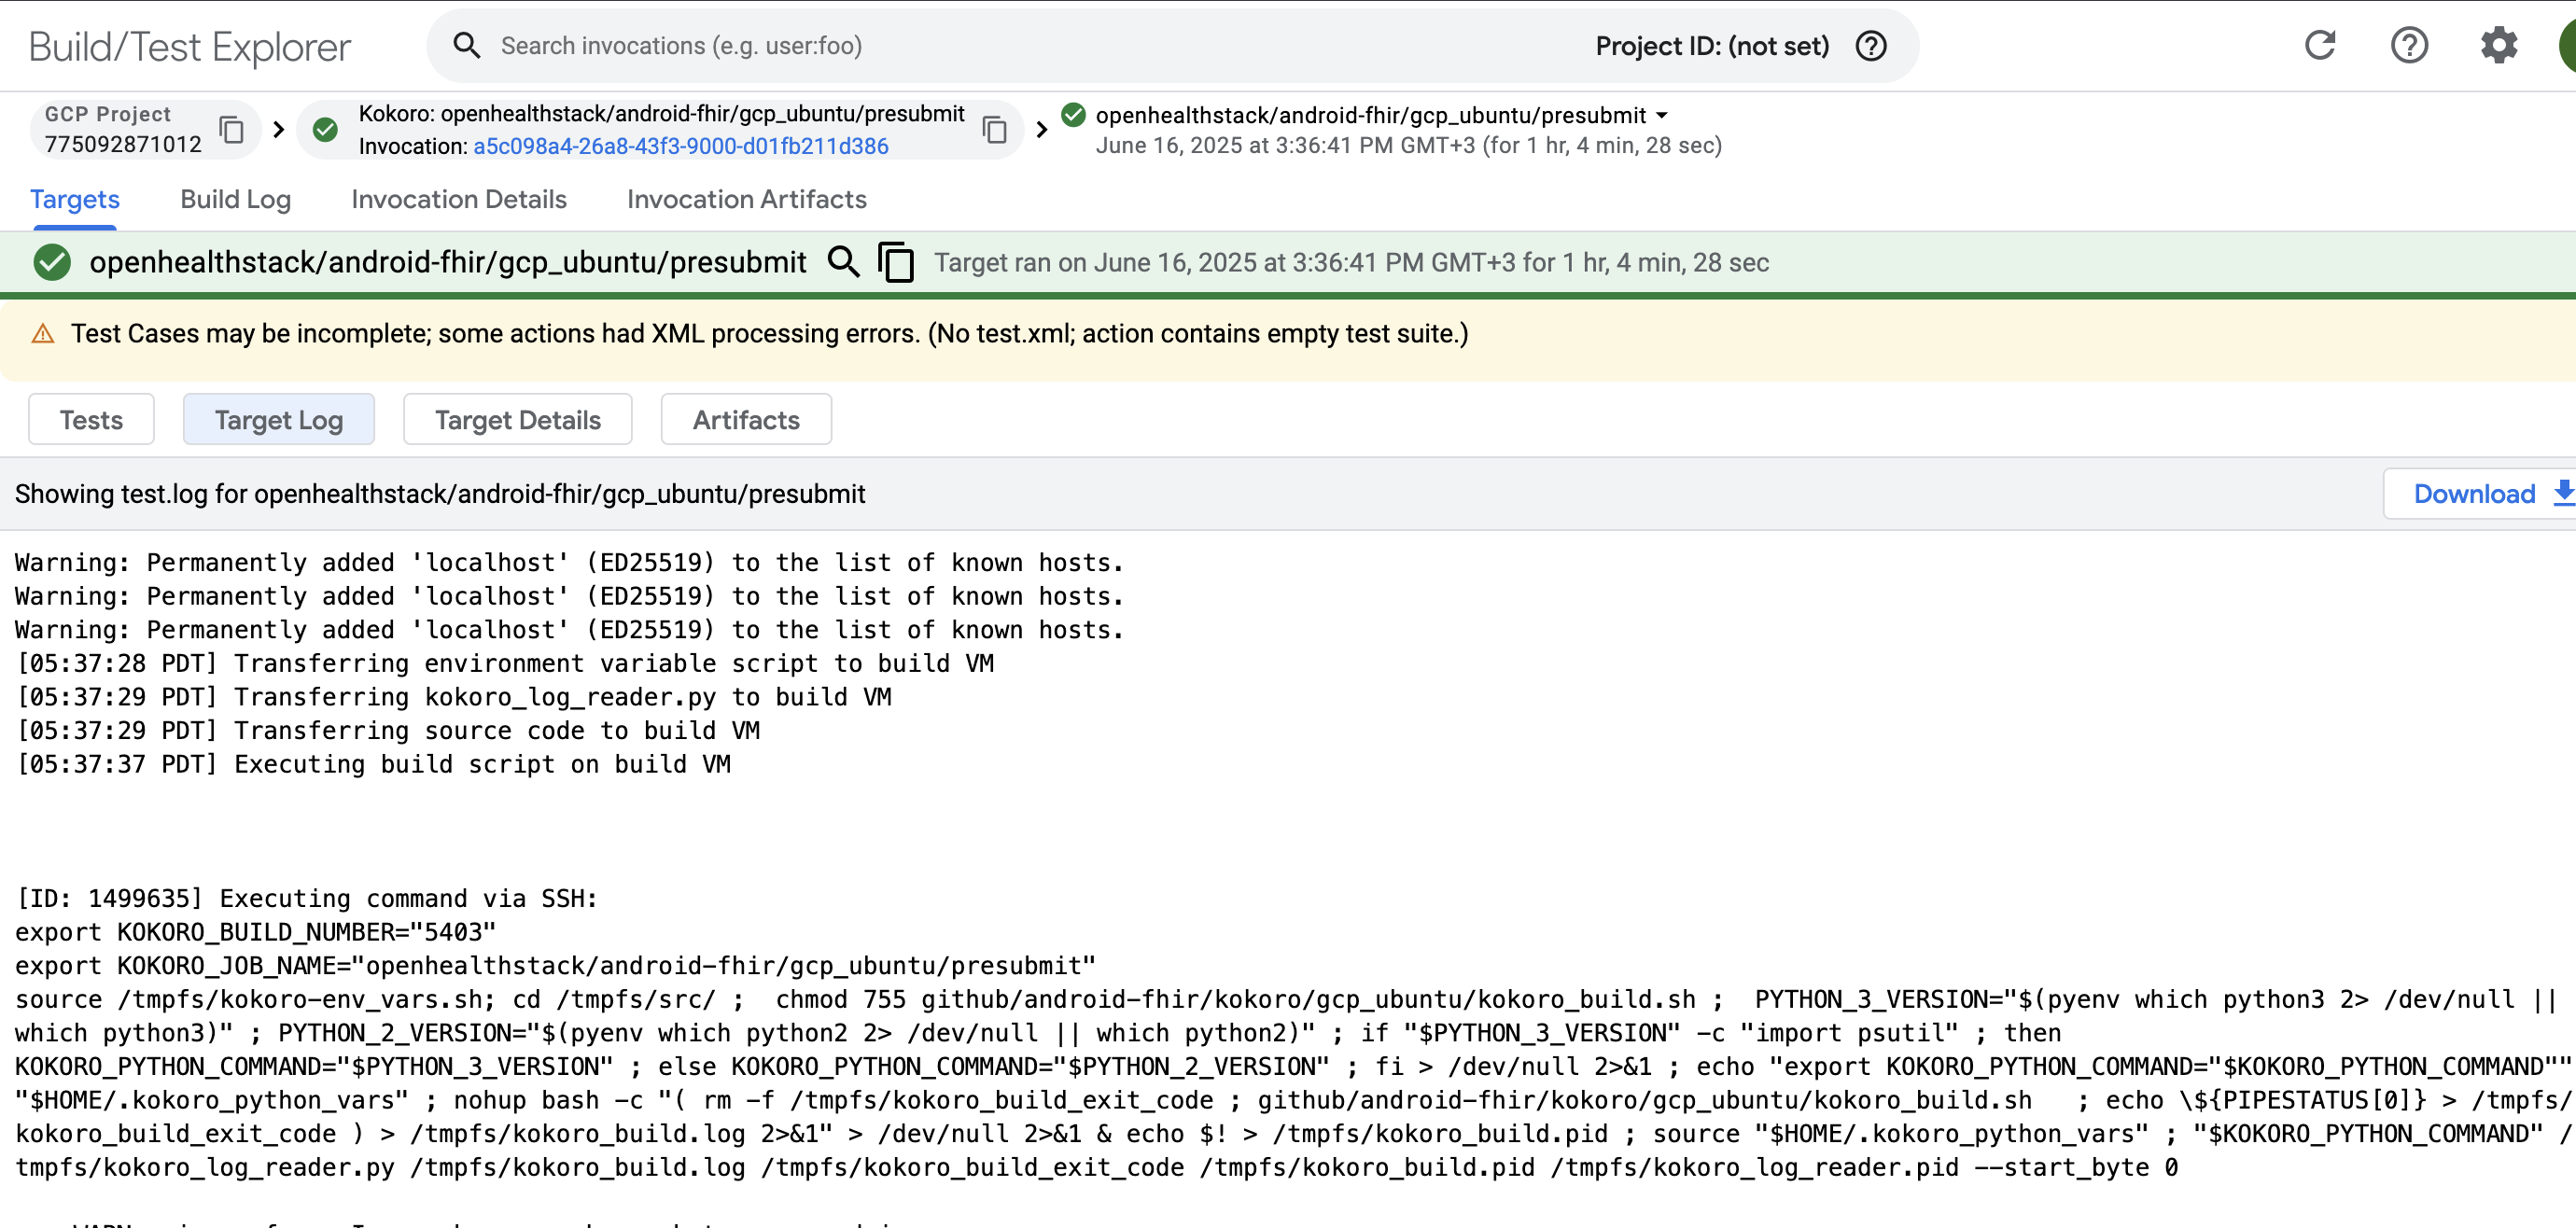 Build/Test Explorer
Search invocations (e.g. user:foo)
Project ID: (not set)
GCP Project
775092871012
Kokoro: openhealthstack/android-fhir/gcp_ubuntu/presubmit
Invocation: a5c098a4-26a8-43f3-9000-d01fb211d386
openhealthstack/android-fhir/gcp_ubuntu/presubmit
June 16, 2025 at 3:36:41 PM GMT+3 (for 1 hr, 4 min, 28 sec)
Targets
Build Log
Invocation Details
Invocation Artifacts
openhealthstack/android-fhir/gcp_ubuntu/presubmit
Target ran on June 16, 2025 at 3:36:41 PM GMT+3 for 1 hr, 4 min, 28 sec
Test Cases may be incomplete; some actions had XML processing errors. (No test.xml; action contains empty test suite.)
Tests
Target Log
Target Details
Artifacts
Showing test.log for openhealthstack/android-fhir/gcp_ubuntu/presubmit
Download
Warning: Permanently added 'localhost' (ED25519) to the list of known hosts.
Warning: Permanently added 'localhost' (ED25519) to the list of known hosts.
Warning: Permanently added 'localhost' (ED25519) to the list of known hosts.
[05:37:28 PDT] Transferring environment variable script to build VM
[05:37:29 PDT] Transferring kokoro_log_reader.py to build VM
[05:37:29 PDT] Transferring source code to build VM
[05:37:37 PDT] Executing build script on build VM
[ID: 1499635] Executing command via SSH:
export KOKORO_BUILD_NUMBER="5403"
export KOKORO_JOB_NAME="openhealthstack/android-fhir/gcp_ubuntu/presubmit"
source /tmpfs/kokoro-env_vars.sh; cd /tmpfs/src/ ;  chmod 755 github/android-fhir/kokoro/gcp_ubuntu/kokoro_build.sh ;  PYTHON_3_VERSION="$(pyenv which python3 2> /dev/null ||
which python3)" ; PYTHON_2_VERSION="$(pyenv which python2 2> /dev/null || which python2)" ; if "$PYTHON_3_VERSION" -c "import psutil" ; then
KOKORO_PYTHON_COMMAND="$PYTHON_3_VERSION" ; else KOKORO_PYTHON_COMMAND="$PYTHON_2_VERSION" ; fi > /dev/null 2>&1 ; echo "export KOKORO_PYTHON_COMMAND="$KOKORO_PYTHON_COMMAND""
"$HOME/.kokoro_python_vars" ; nohup bash -c "( rm -f /tmpfs/kokoro_build_exit_code ; github/android-fhir/kokoro/gcp_ubuntu/kokoro_build.sh   ; echo \${PIPESTATUS[0]} > /tmpfs/
kokoro_build_exit_code ) > /tmpfs/kokoro_build.log 2>&1" > /dev/null 2>&1 & echo $! > /tmpfs/kokoro_build.pid ; source "$HOME/.kokoro_python_vars" ; "$KOKORO_PYTHON_COMMAND" /
tmpfs/kokoro_log_reader.py /tmpfs/kokoro_build.log /tmpfs/kokoro_build_exit_code /tmpfs/kokoro_build.pid /tmpfs/kokoro_log_reader.pid --start_byte 0